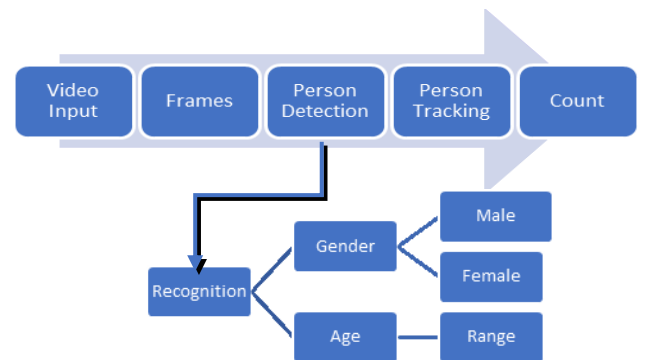 Video
Input
Frames
Person
Detection
Person
Tracking
Count
Recognition
Gender
Male
Female
Age
Range